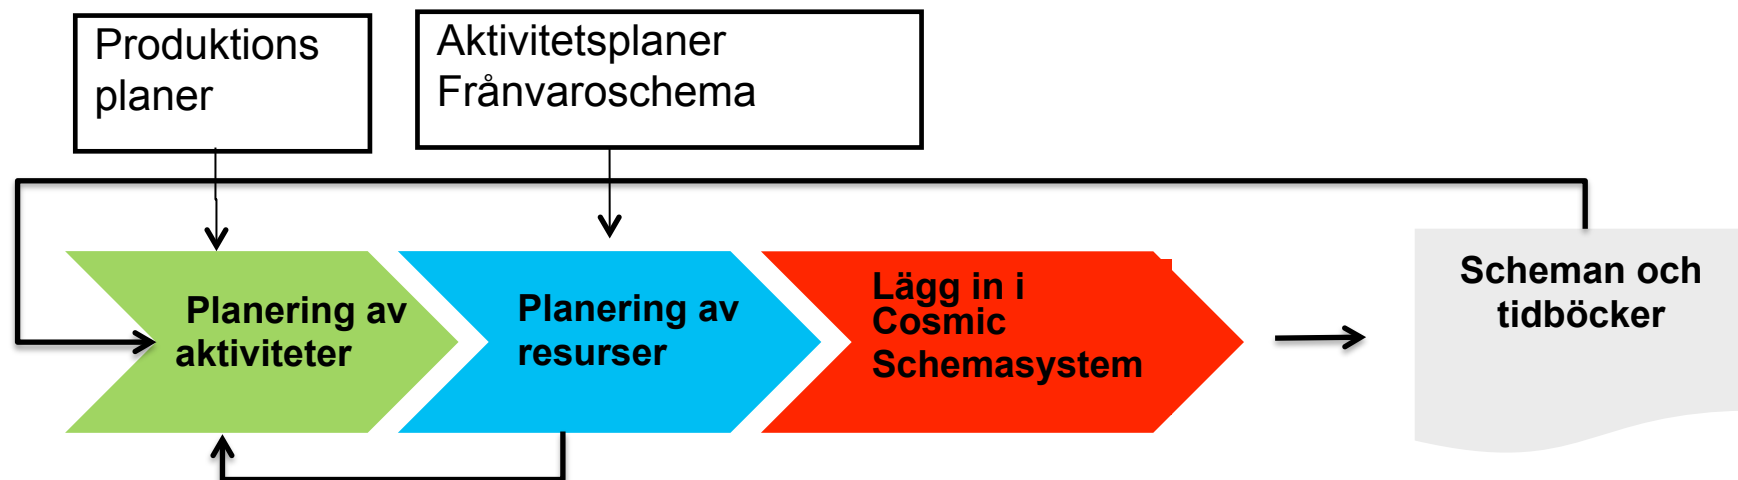 Produktions
planer
Aktivitetsplaner
Frånvaroschema
Planering av
aktiviteter
Planering av
resurser
Lägg in i
Cosmic
Schemasystem
Scheman och
tidböcker